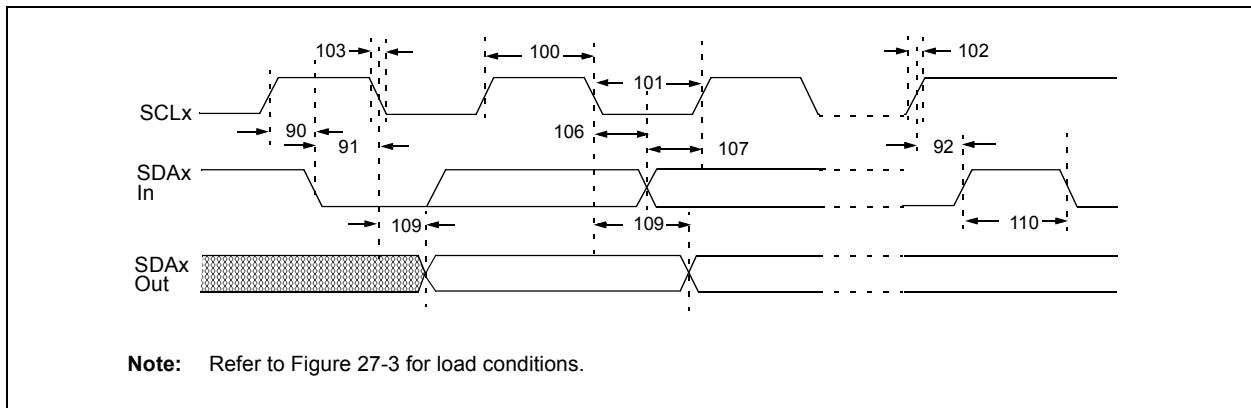 103 100 101 102
SCLx
90 91 106 107 92
SDAx
In
109 109 110
SDAx
Out
Note: Refer to Figure 27-3 for load conditions.